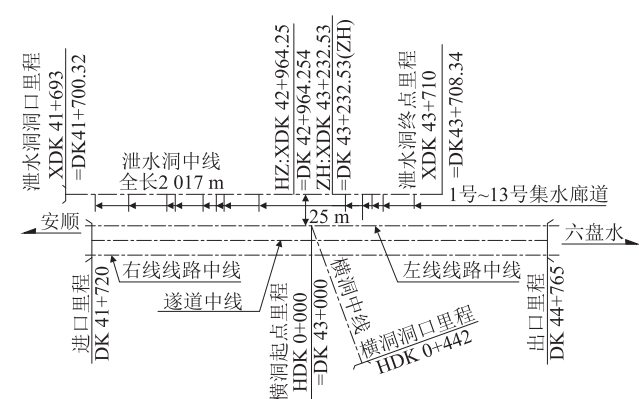 泄水洞洞口里程
XDK 41+693
=DK41+700.32
HZ:XDK 42+964.25
=DK 42+964.254
ZH:XDK 43+232.53
=DK 43+232.53(ZH)
泄水洞终点里程
XDK 43+710
=DK43+708.34
泄水洞中线
全长2 017 m
1号~13号集水廊道
安顺
25 m
六盘水
右线线路中线
左线线路中线
遂道中线
进口里程
DK 41+720
横洞起点里程
HDK 0+000
=DK 43+000
横洞中线
横洞洞口里程
HDK 0+442
出口里程
DK 44+765